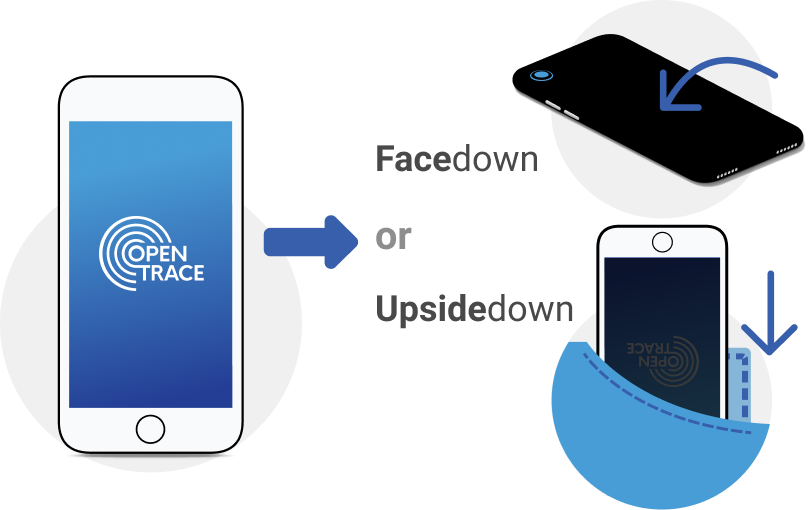 OPEN
TRACE
Facedown
or
Upsidedown
OPEN
TRACE